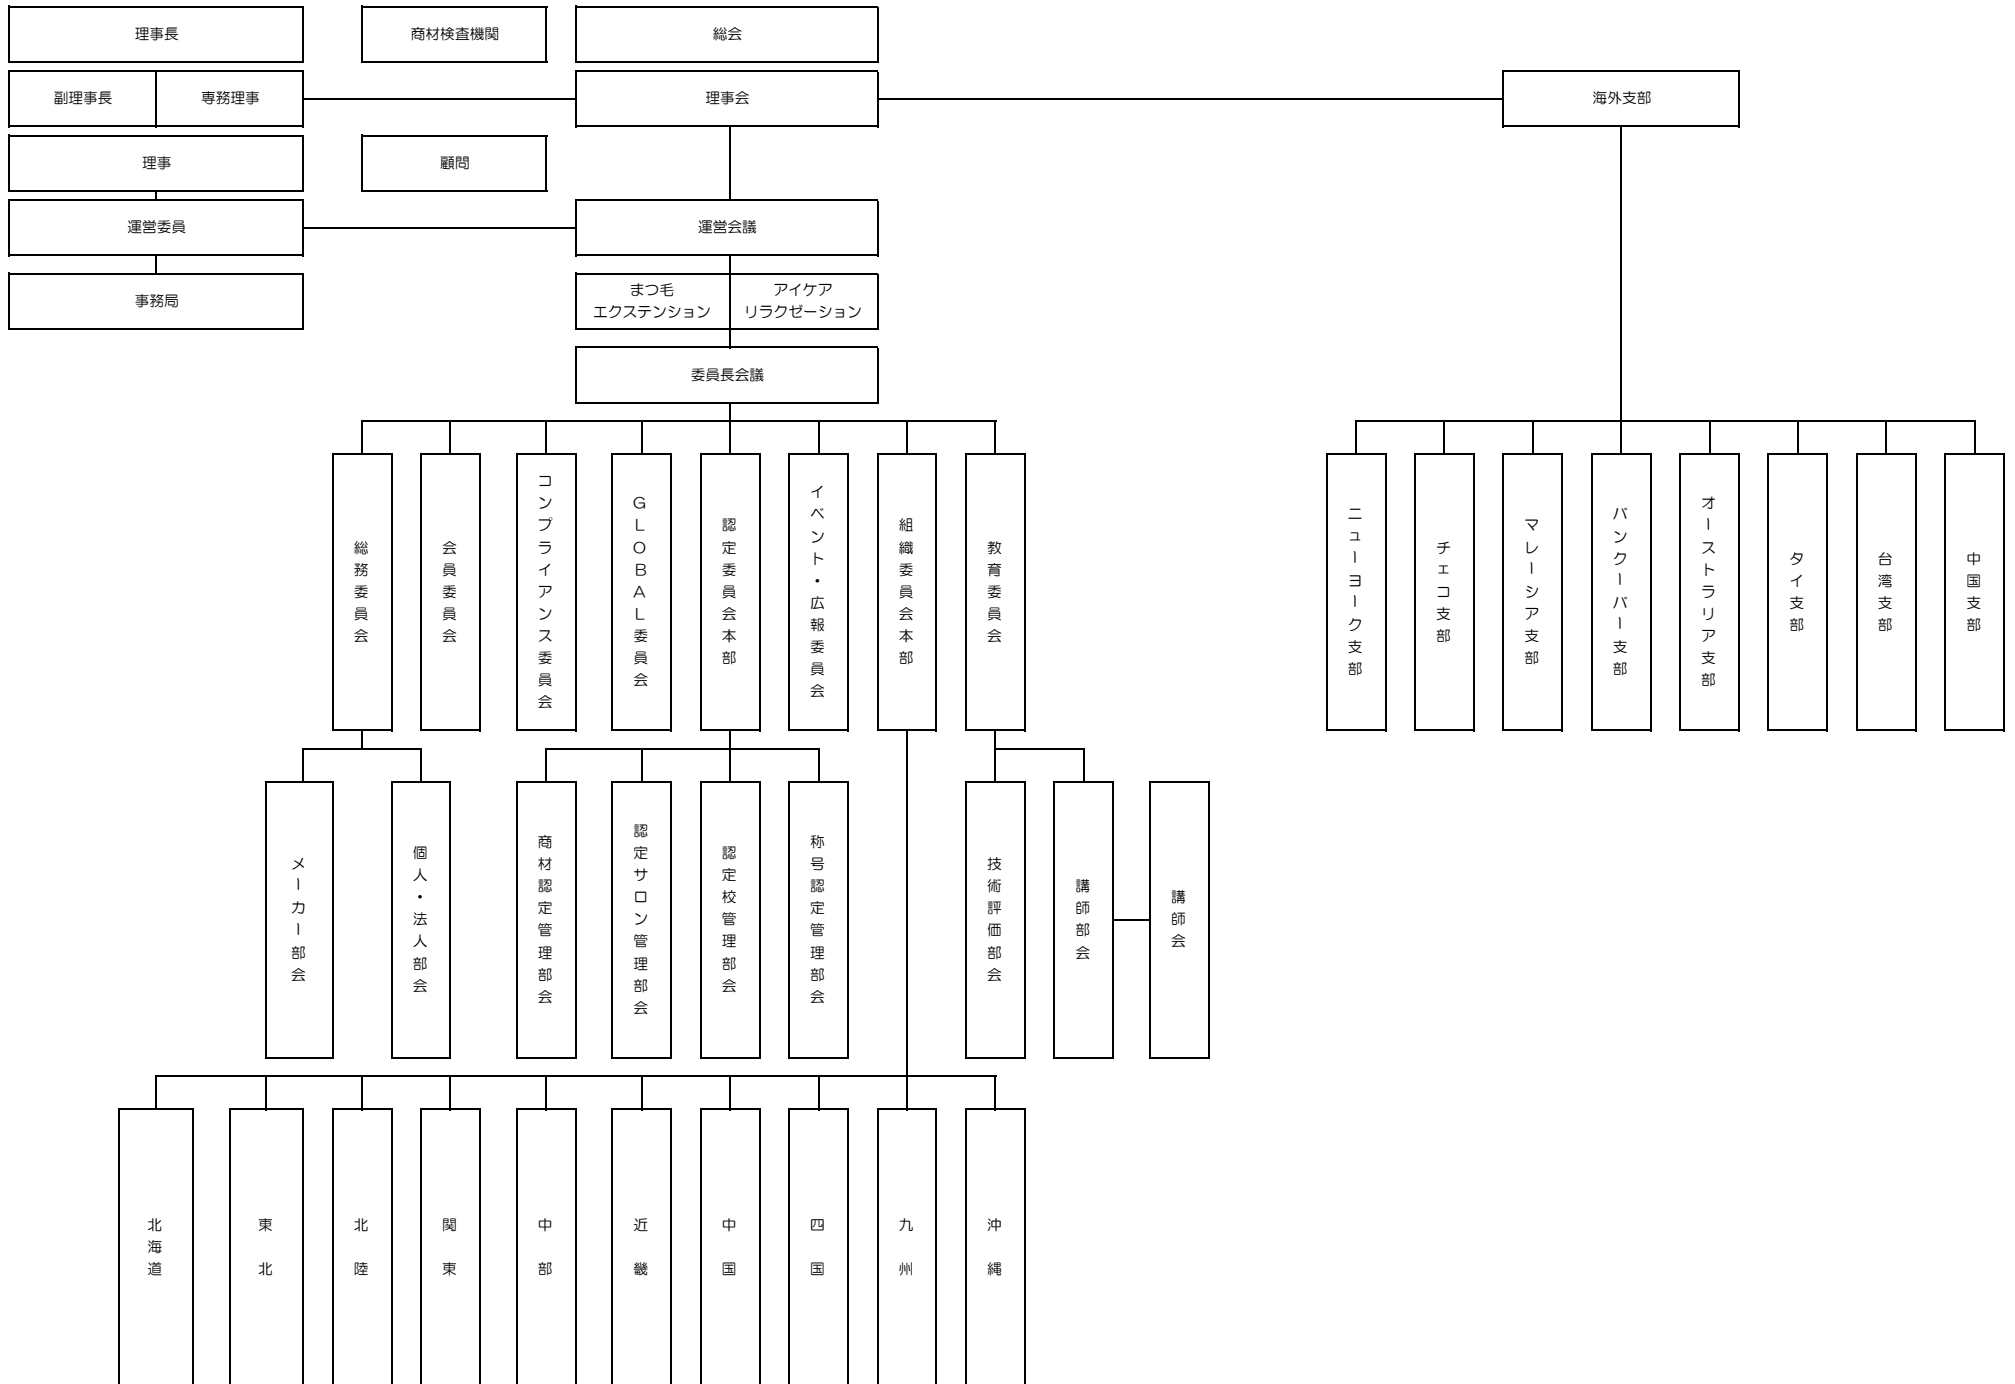 理事長
商材検査機関
総会
副理事長
専務理事
理事会
海外支部
理事
顧問
運営委員
運営会議
事務局
まつ毛
エクステンション
アイケア
リラクゼーション
委員長会議
総務委員会
会員委員会
コンプライアンス委員会
GLOBAL委員会
認定委員会本部
イベント・広報委員会
組織委員会本部
教育委員会
ニューヨーク支部
チェコ支部
マレーシア支部
バンクーバー支部
オーストラリア支部
タイ支部
台湾支部
中国支部
メーカー部会
個人・法人部会
商材認定管理部会
認定サロン管理部会
認定校管理部会
称号認定管理部会
技術評価部会
講師部会
講師会
北海道
東北
北陸
関東
中部
近畿
中国
四国
九州
沖縄